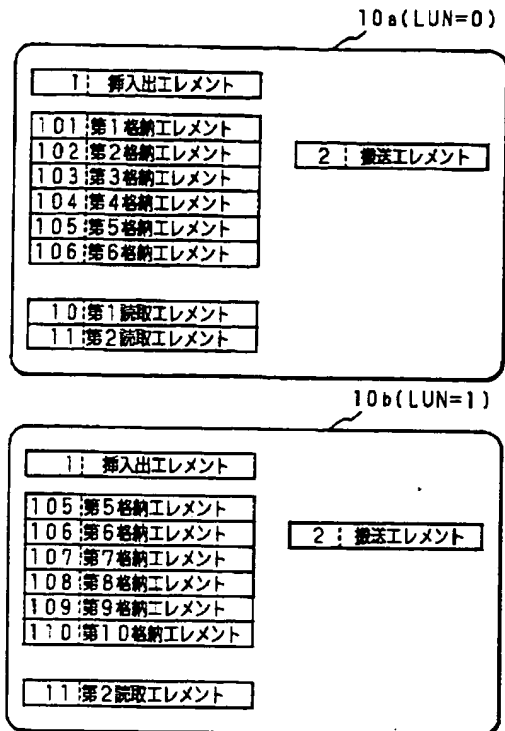 10a(LUN=0)
1 挿入出エレメント
101 第1格納エレメント
102 第2格納エレメント
103 第3格納エレメント
104 第4格納エレメント
105 第5格納エレメント
106 第6格納エレメント
2 搬送エレメント
10 第1読取エレメント
11 第2読取エレメント
10b(LUN=1)
1 挿入出エレメント
105 第5格納エレメント
106 第6格納エレメント
107 第7格納エレメント
108 第8格納エレメント
109 第9格納エレメント
110 第10格納エレメント
2 搬送エレメント
11 第2読取エレメント